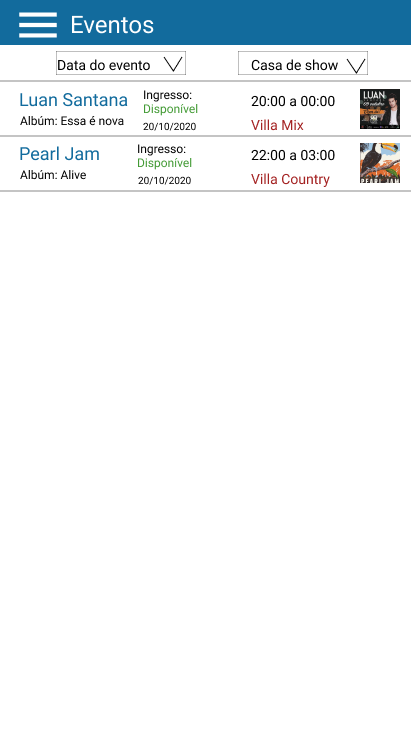 Eventos
Data do evento
Casa de show
Luan Santana
Albúm: Essa é nova
Ingresso:
Disponível
20/10/2020
20:00 a 00:00
Villa Mix
LUAN
Pearl Jam
Albúm: Alive
Ingresso:
Disponível
20/10/2020
22:00 a 03:00
Villa Country
PEARL JAM